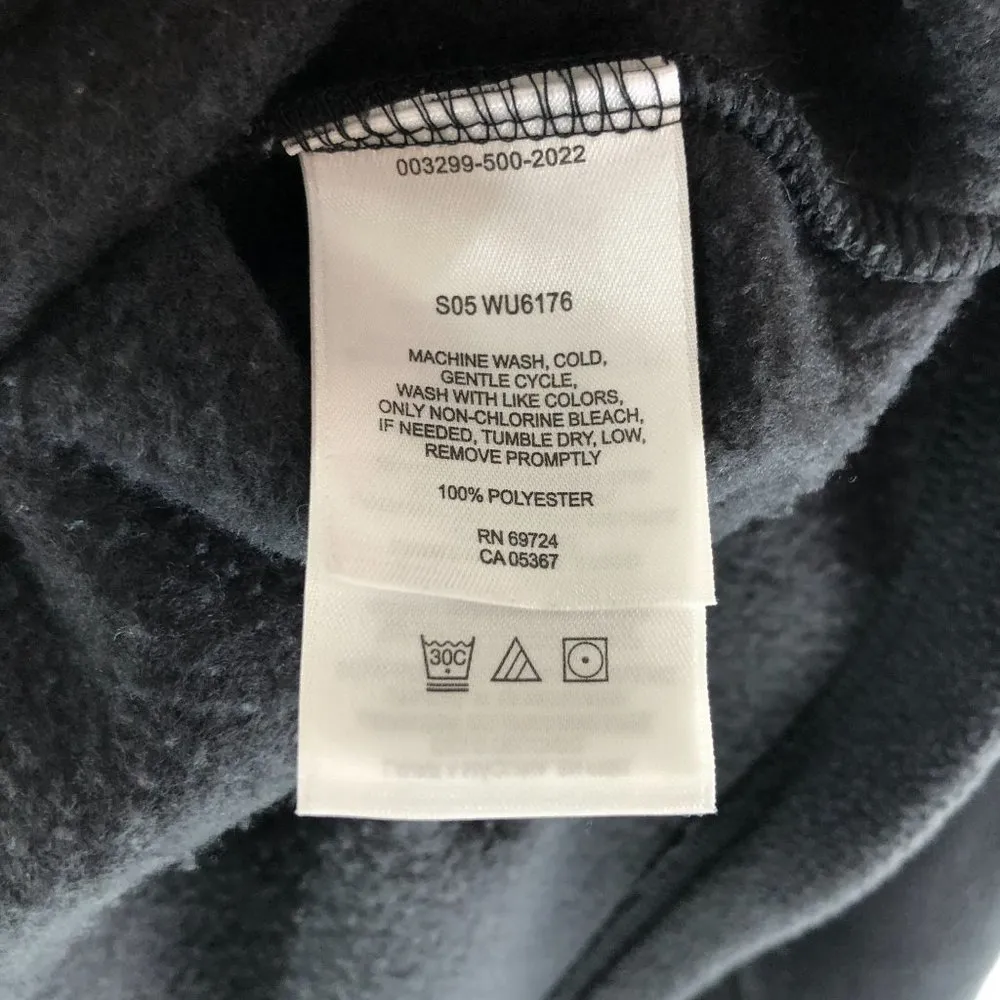 003299-500-2022
S05 WU6176
MACHINE WASH, COLD,
GENTLE CYCLE,
WASH WITH LIKE COLORS,
ONLY NON-CHLORINE BLEACH,
IF NEEDED, TUMBLE DRY, LOW,
REMOVE PROMPTLY
100% POLYESTER
RN 69724
CA 05367
30C